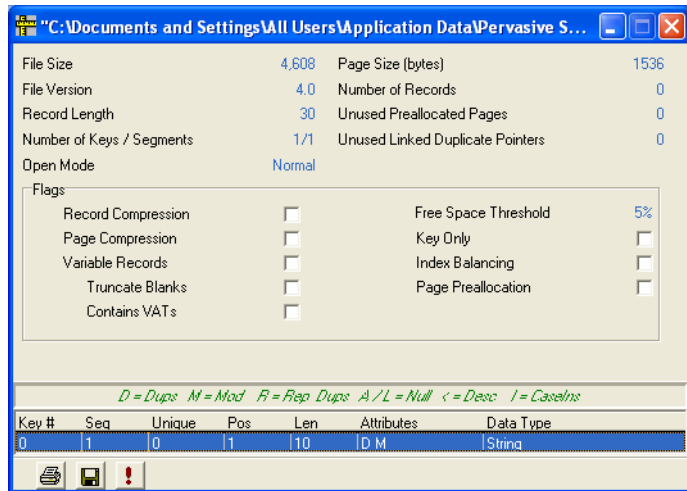 "C:\Documents and Settings\All Users\Application Data\Pervasive S...
File Size 4,608 Page Size (bytes) 1536
File Version 4.0 Number of Records 0
Record Length 30 Unused Preallocated Pages 0
Number of Keys / Segments 1/1 Unused Linked Duplicate Pointers 0
Open Mode Normal
Flags
Record Compression Free Space Threshold 5%
Page Compression Key Only
Variable Records Index Balancing
Truncate Blanks Page Preallocation
Contains VATs
D = Dups M = Mod R = Rep Dups A / L = Null < = Desc I = CaseIns
Key # Seg Unique Pos Len Attributes Data Type
0 1 0 1 10 D M String